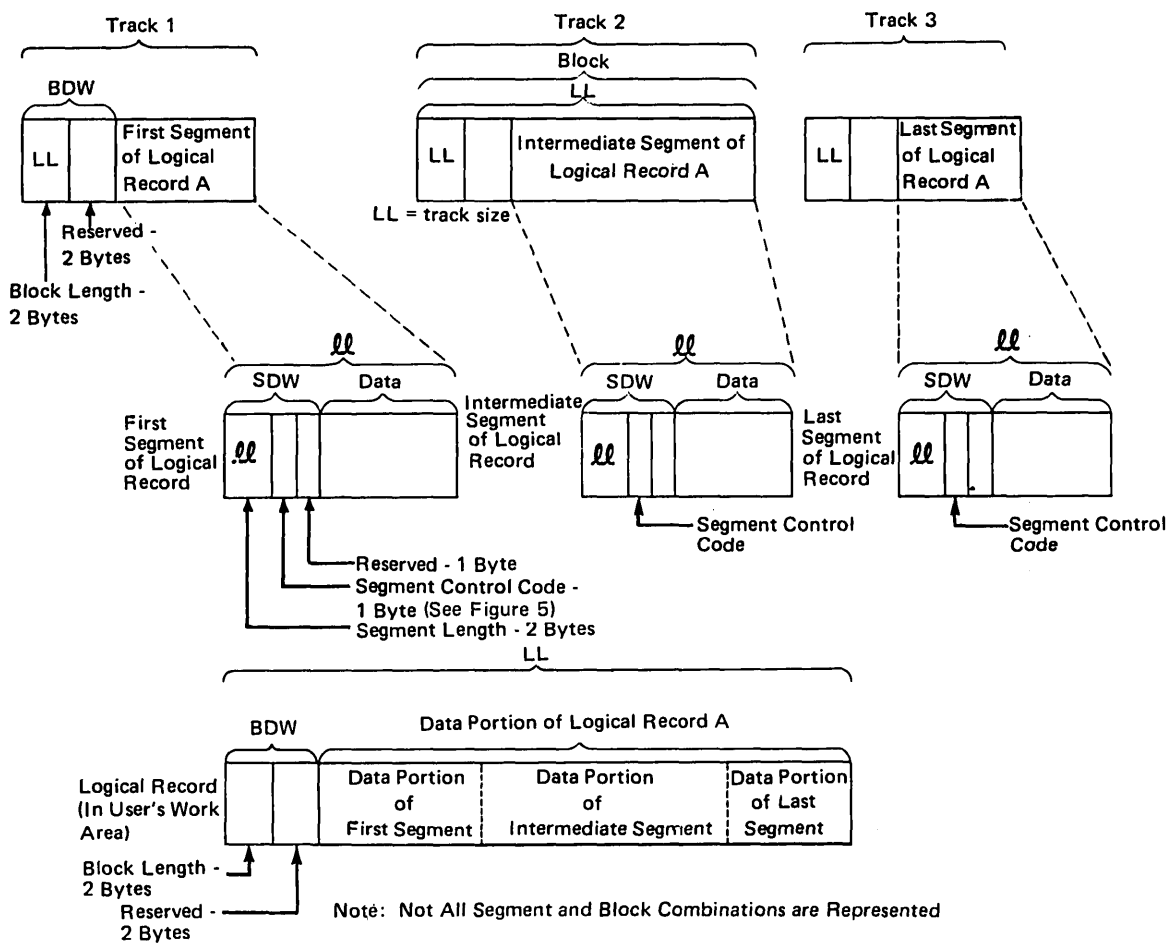 Track 1
Track 2
Track 3
Block
BDW
LL
LL
First Segment
of Logical
Record A
LL
Intermediate Segment of
Logical Record A
LL
Last Segment
of Logical
Record A
LL = track size
Reserved -
2 Bytes
Block Length -
2 Bytes
ll
SDW
Data
First
Segment
of Logical
Record
ll
ll
SDW
Data
Intermediate
Segment
of Logical
Record
ll
ll
SDW
Data
Last
Segment
of Logical
Record
ll
Segment Control
Code
Segment Control
Code
Reserved - 1 Byte
Segment Control Code -
1 Byte (See Figure 5)
Segment Length - 2 Bytes
LL
BDW
Data Portion of Logical Record A
Logical Record
(In User's Work
Area)
Data Portion
of
First Segment
Data Portion
of
Intermediate Segment
Data Portion
of Last
Segment
Block Length -
2 Bytes
Reserved -
2 Bytes
Note: Not All Segment and Block Combinations are Represented